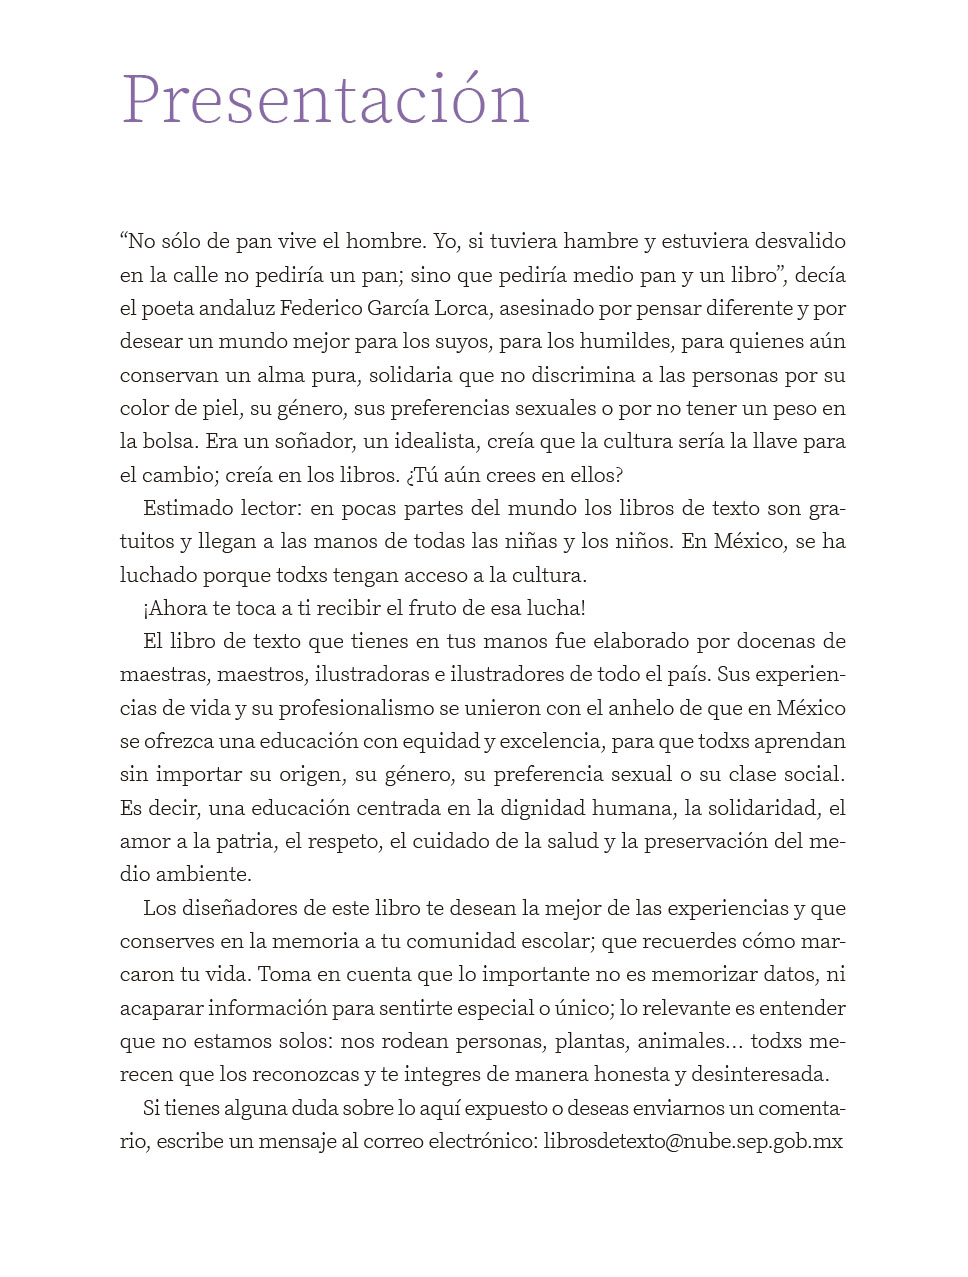 Presentación
“No sólo de pan vive el hombre. Yo, si tuviera hambre y estuviera desvalido
en la calle no pediría un pan; sino que pediría medio pan y un libro”, decía
el poeta andaluz Federico García Lorca, asesinado por pensar diferente y por
desear un mundo mejor para los suyos, para los humildes, para quienes aún
conservan un alma pura, solidaria que no discrimina a las personas por su
color de piel, su género, sus preferencias sexuales o por no tener un peso en
la bolsa. Era un soñador, un idealista, creía que la cultura sería la llave para
el cambio; creía en los libros. ¿Tú aún crees en ellos?
Estimado lector: en pocas partes del mundo los libros de texto son gra-
tuitos y llegan a las manos de todas las niñas y los niños. En México, se ha
luchado porque todxs tengan acceso a la cultura.
¡Ahora te toca a ti recibir el fruto de esa lucha!
El libro de texto que tienes en tus manos fue elaborado por docenas de
maestras, maestros, ilustradoras e ilustradores de todo el país. Sus experien-
cias de vida y su profesionalismo se unieron con el anhelo de que en México
se ofrezca una educación con equidad y excelencia, para que todxs aprendan
sin importar su origen, su género, su preferencia sexual o su clase social.
Es decir, una educación centrada en la dignidad humana, la solidaridad, el
amor a la patria, el respeto, el cuidado de la salud y la preservación del me-
dio ambiente.
Los diseñadores de este libro te desean la mejor de las experiencias y que
conserves en la memoria a tu comunidad escolar; que recuerdes cómo mar-
caron tu vida. Toma en cuenta que lo importante no es memorizar datos, ni
acaparar información para sentirte especial o único; lo relevante es entender
que no estamos solos: nos rodean personas, plantas, animales... todxs me-
recen que los reconozcas y te integres de manera honesta y desinteresada.
Si tienes alguna duda sobre lo aquí expuesto o deseas enviarnos un comenta-
rio, escribe un mensaje al correo electrónico: librosdetexto@nube.sep.gob.mx